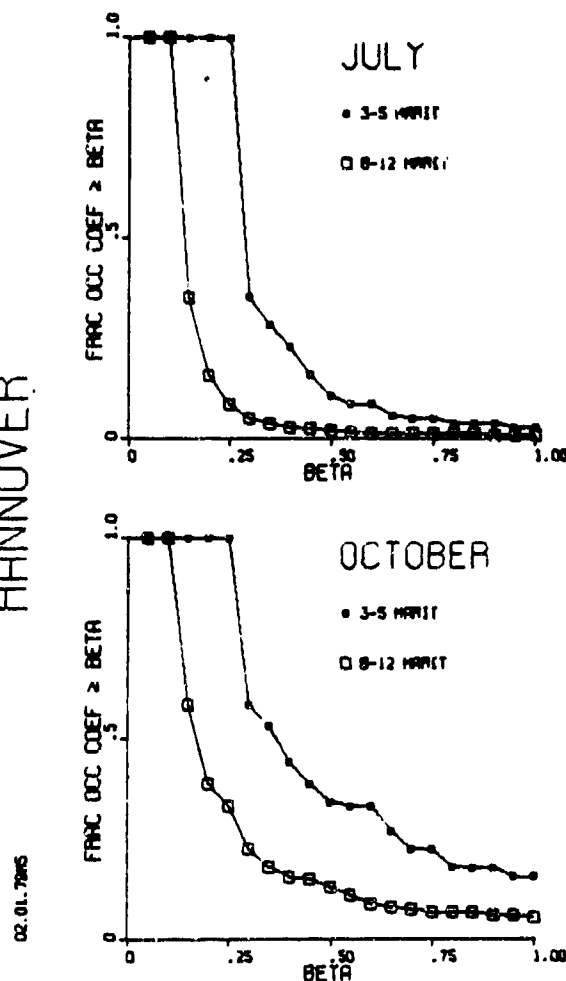 HANNOVER
02.01.79
JULY
3-5 MARIT
8-12
FRAC OCC COEF ≥ BETA
1.0
.5
0
0 .25 .50 .75 1.00
BETA
OCTOBER
3-5 MARIT
8-12 MARIT
FRAC OCC COEF ≥ BETA
1.0
.5
0
0 .25 .50 .75 1.00
BETA